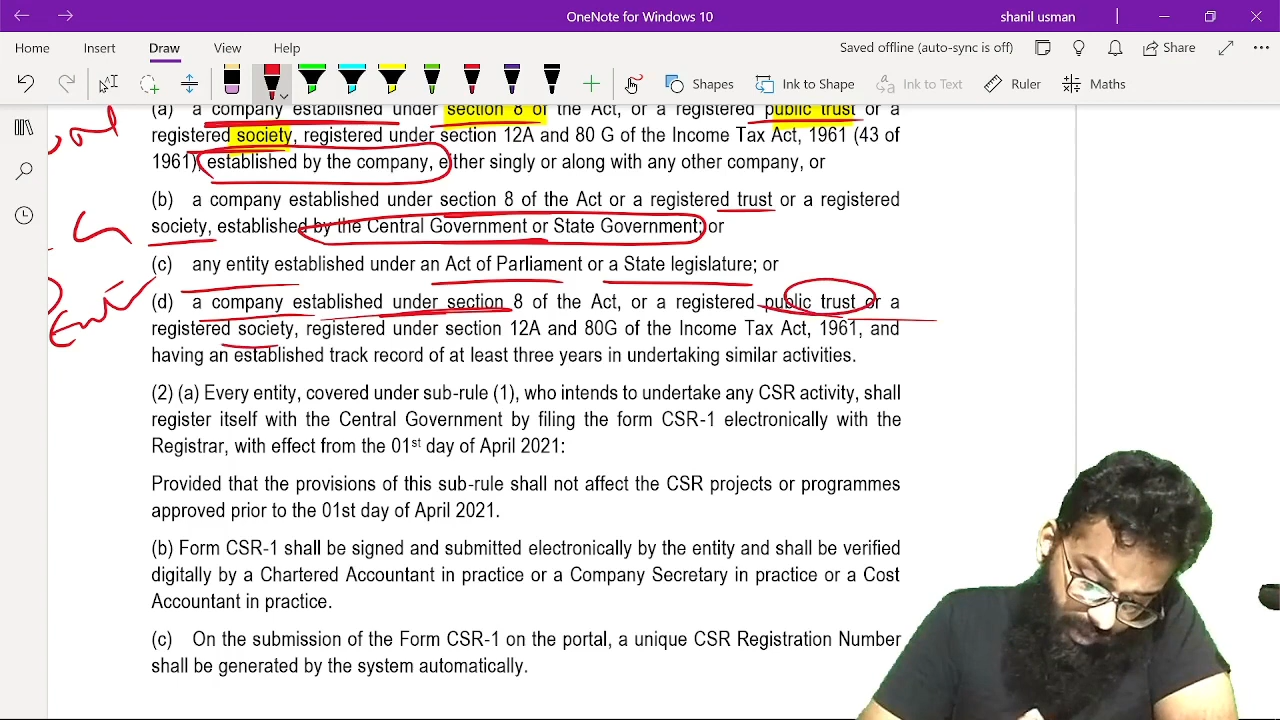 OneNote for Windows 10
shanil usman
Home Insert Draw View Help
Saved offline (auto-sync is off) Share
Shapes Ink to Shape Ink to Text Ruler Maths
(a) a company established under section 8 of the Act, or a registered public trust or a
registered society, registered under section 12A and 80 G of the Income Tax Act, 1961 (43 of
1961), established by the company, either singly or along with any other company, or
(b) a company established under section 8 of the Act or a registered trust or a registered
society, established by the Central Government or State Government; or
(c) any entity established under an Act of Parliament or a State legislature; or
(d) a company established under section 8 of the Act, or a registered public trust or a
registered society, registered under section 12A and 80G of the Income Tax Act, 1961, and
having an established track record of at least three years in undertaking similar activities.
Entity
(2) (a) Every entity, covered under sub-rule (1), who intends to undertake any CSR activity, shall
register itself with the Central Government by filing the form CSR-1 electronically with the
Registrar, with effect from the 01st day of April 2021:
Provided that the provisions of this sub-rule shall not affect the CSR projects or programmes
approved prior to the 01st day of April 2021.
(b) Form CSR-1 shall be signed and submitted electronically by the entity and shall be verified
digitally by a Chartered Accountant in practice or a Company Secretary in practice or a Cost
Accountant in practice.
(c) On the submission of the Form CSR-1 on the portal, a unique CSR Registration Number
shall be generated by the system automatically.